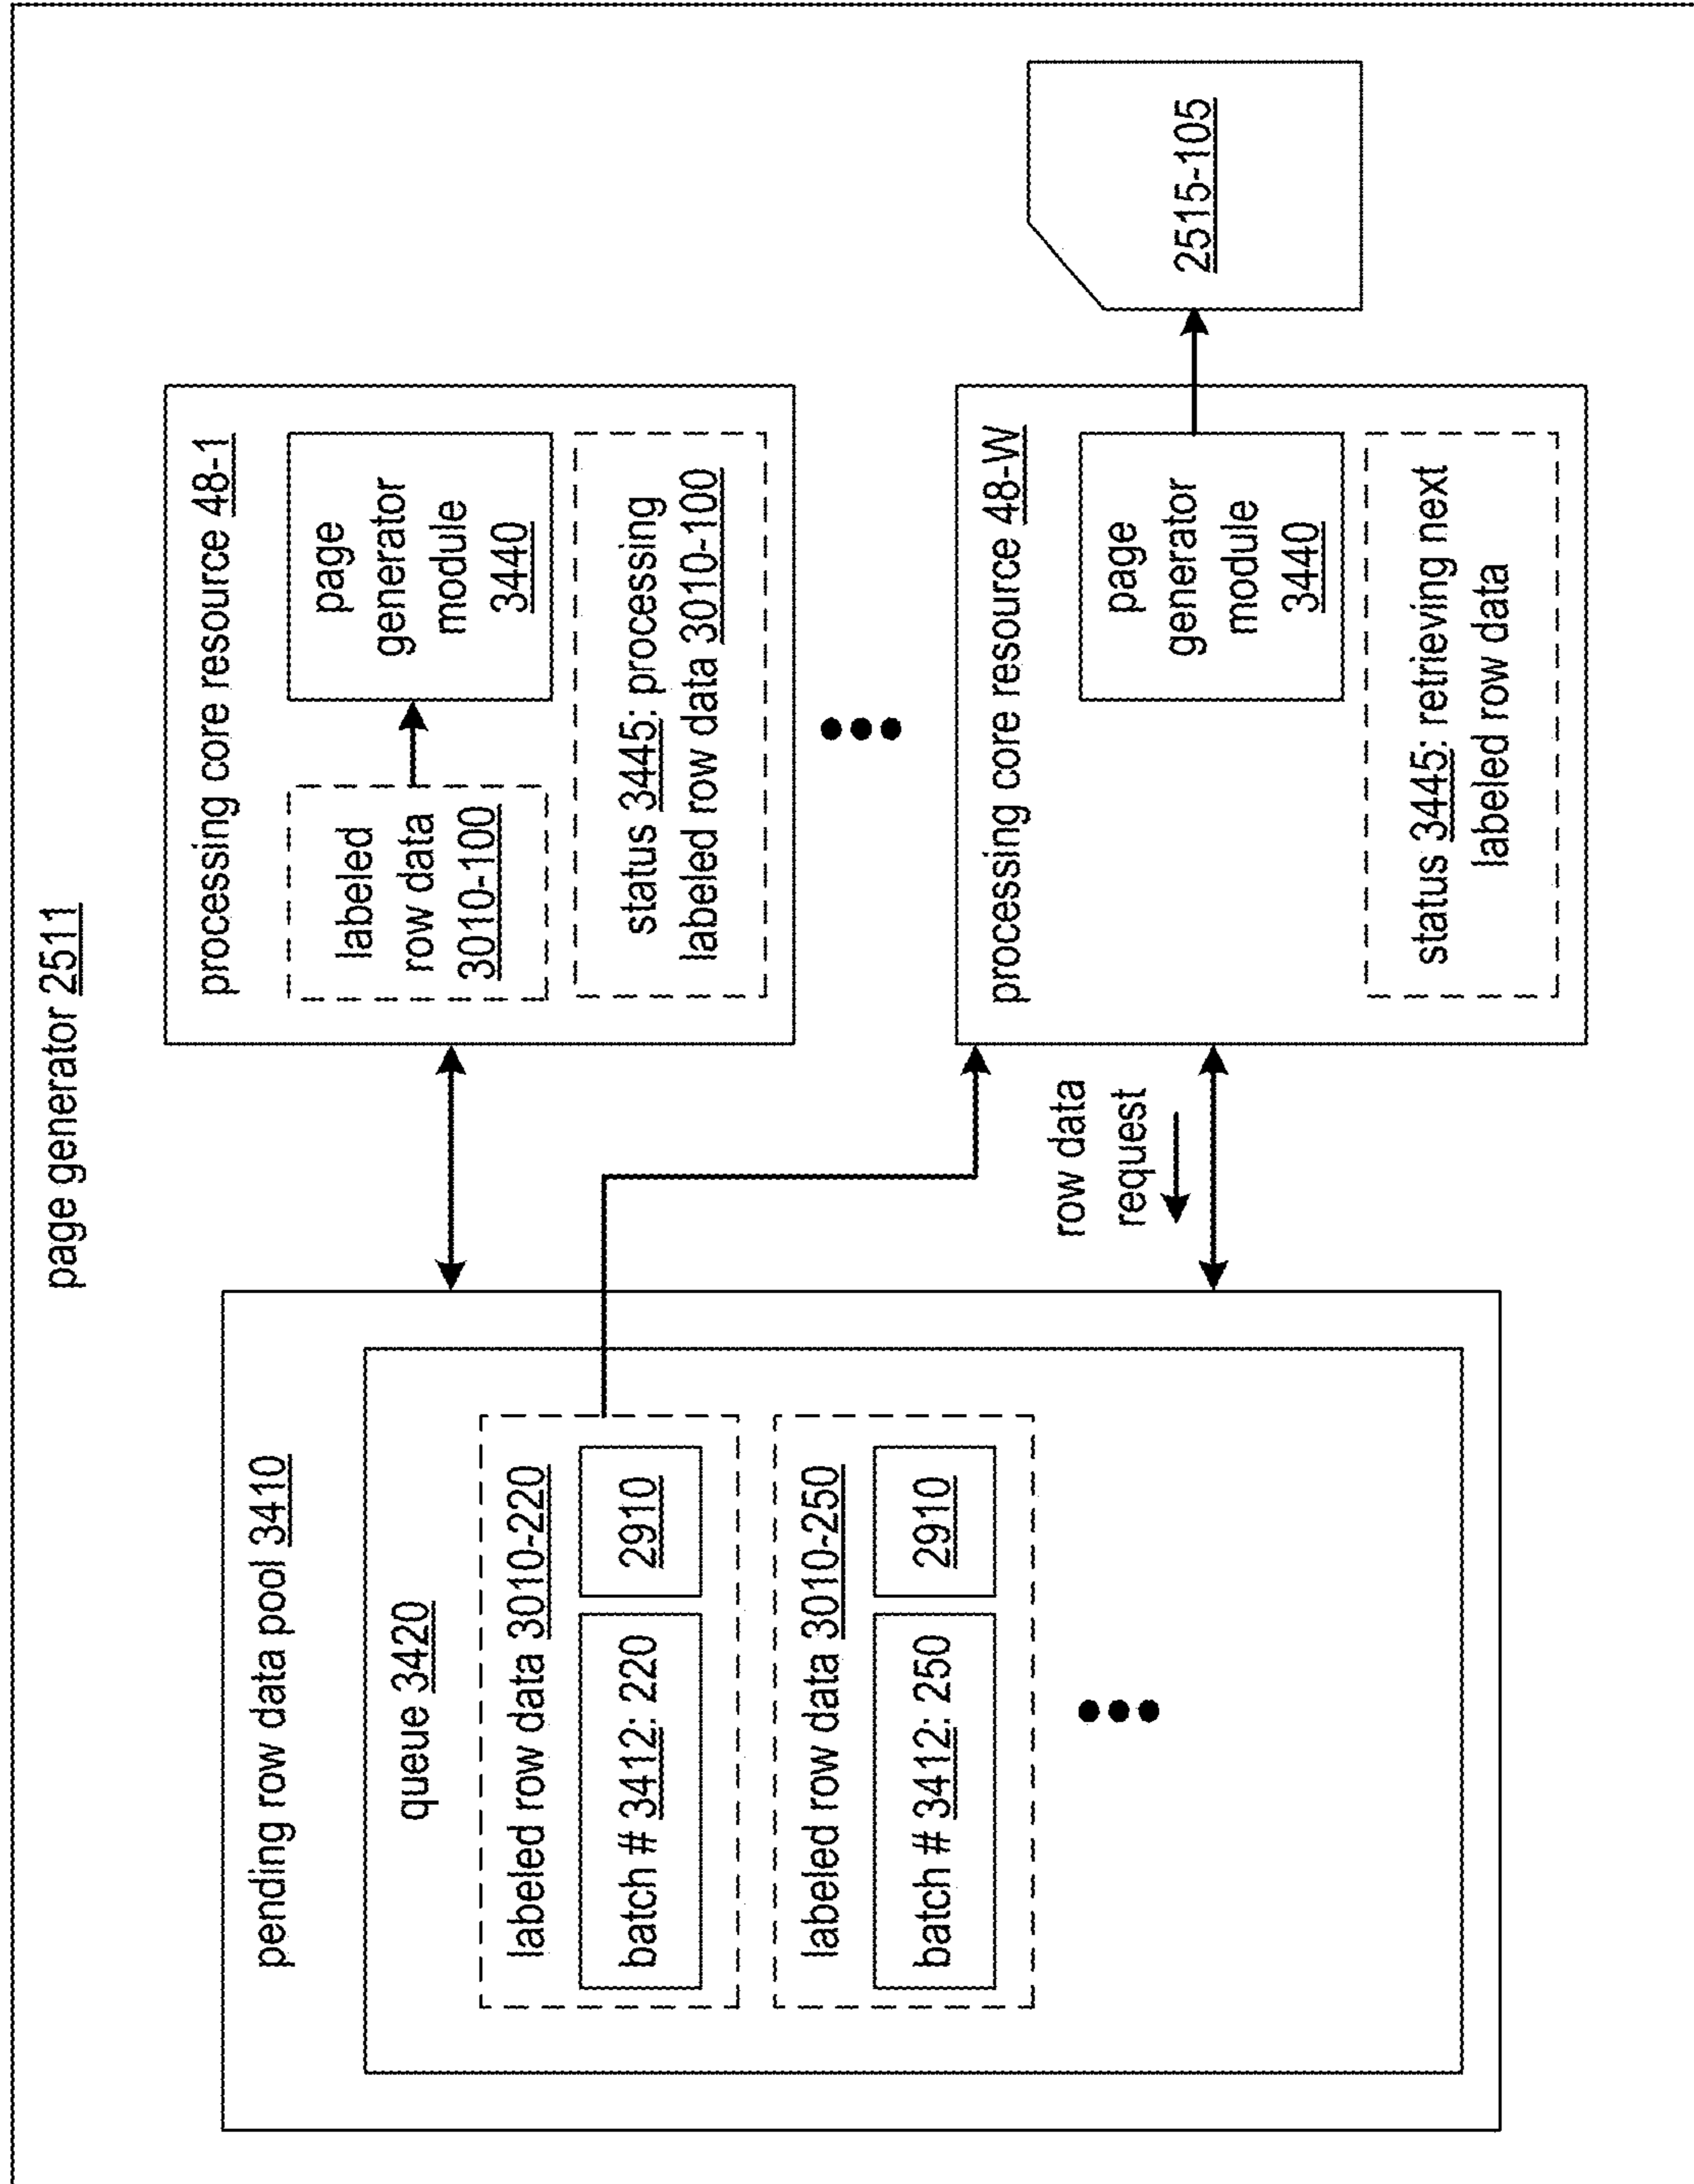 page generator 2511
pending row data pool 3410
queue 3420
labeled row data 3010-220
batch # 3412: 220
2910
labeled row data 3010-250
batch # 3412: 250
2910
row data
request
processing core resource 48-1
labeled
row data
3010-100
page
generator
module
3440
status 3445: processing
labeled row data 3010-100
processing core resource 48-W
page
generator
module
3440
status 3445: retrieving next
labeled row data
2515-105